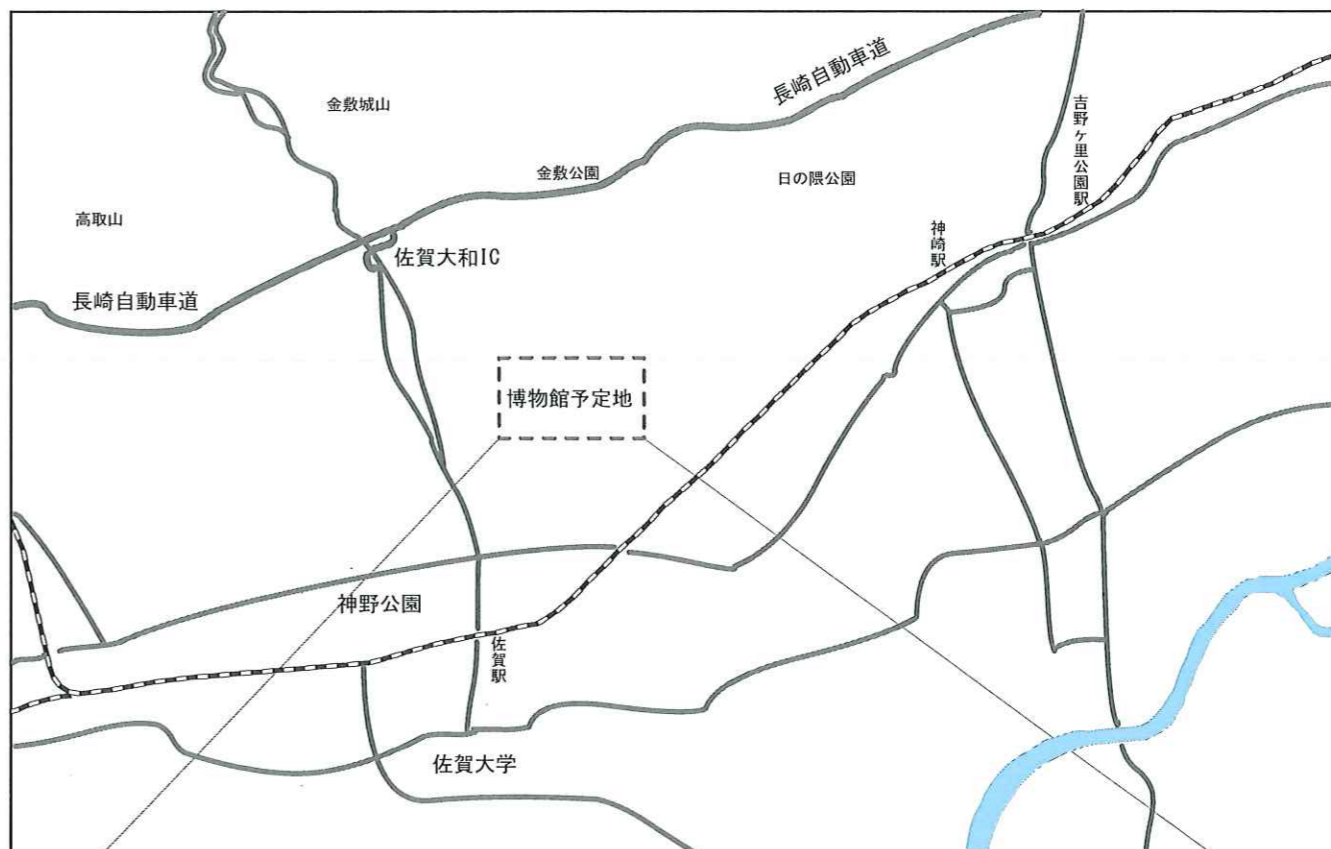 長崎自動車道
金敷城山
吉野ヶ里公園駅
金敷公園
日の隈公園
高取山
神崎駅
佐賀大和IC
長崎自動車道
博物館予定地
神野公園
佐賀駅
佐賀大学